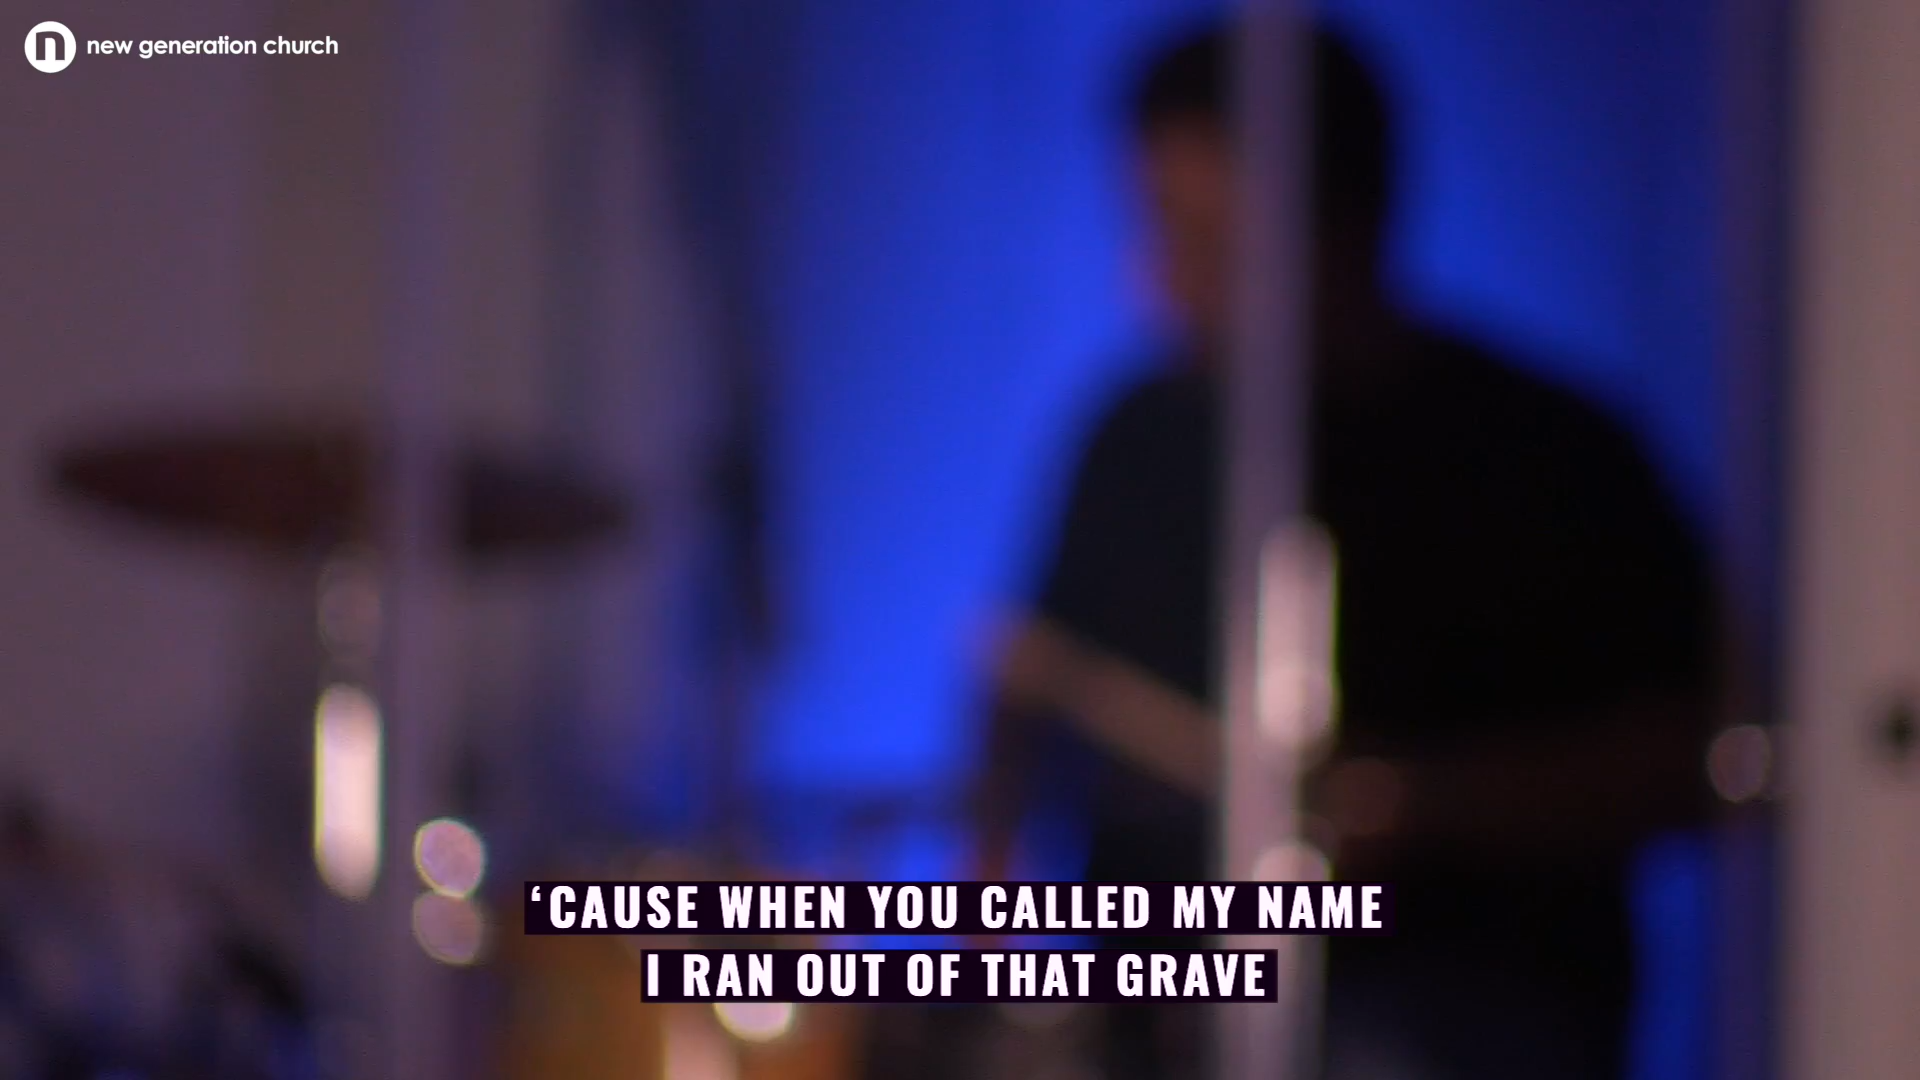 new generation church
‘CAUSE WHEN YOU CALLED MY NAME
I RAN OUT OF THAT GRAVE